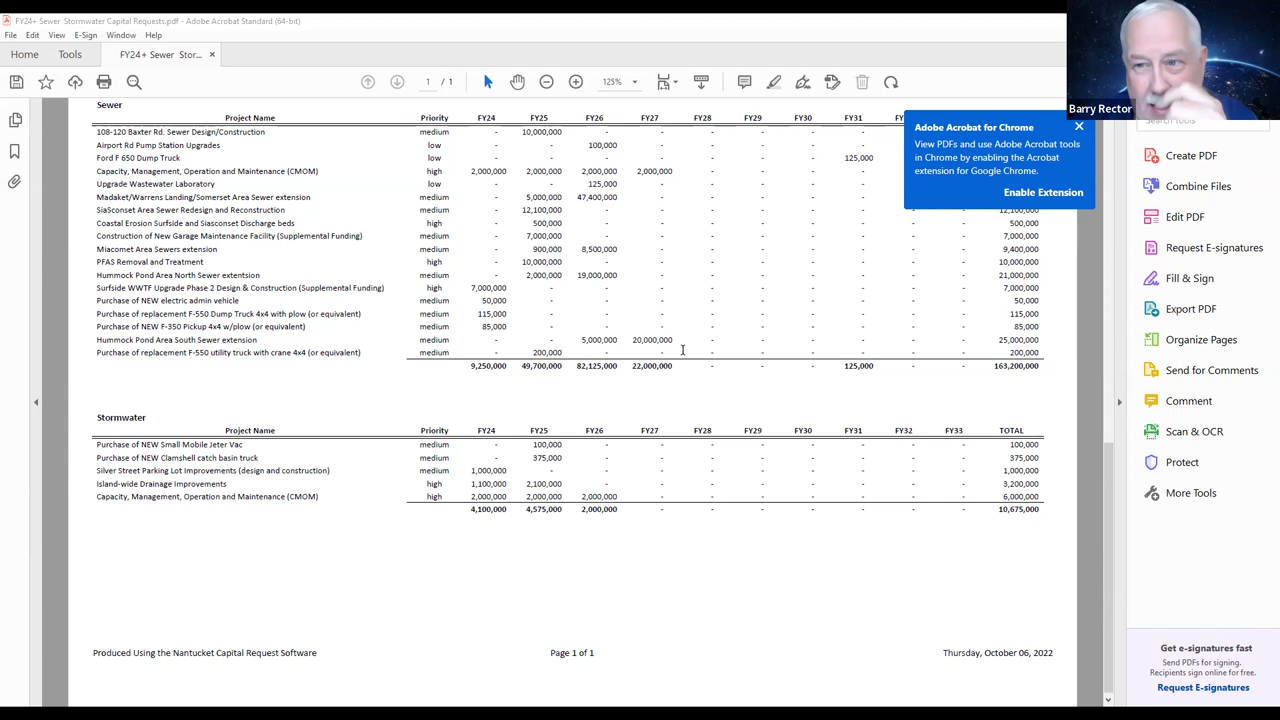 FY24+ Sewer Stormwater Capital Requests.pdf - Adobe Acrobat Standard (64-bit)
File Edit View E-Sign Window Help
Home Tools FY24+ Sewer Stor... ×
1 / 1 125%
Barry Rector
Search tools
Adobe Acrobat for Chrome
View PDFs and use Adobe Acrobat tools
in Chrome by enabling the Acrobat
extension for Google Chrome.
Enable Extension
Sewer
Project Name Priority FY24 FY25 FY26 FY27 FY28 FY29 FY30 FY31
108-120 Baxter Rd. Sewer Design/Construction medium - 10,000,000 - - - - - -
Airport Rd Pump Station Upgrades low - - 100,000 - - - - -
Ford F 650 Dump Truck low - - - - - - - 125,000
Capacity, Management, Operation and Maintenance (CMOM) high 2,000,000 2,000,000 2,000,000 2,000,000 - - - -
Upgrade Wastewater Laboratory low - - 125,000 - - - - -
Madaket/Warrens Landing/Somerset Area Sewer extension medium - 5,000,000 47,400,000 - - - - -
SiaSconset Area Sewer Redesign and Reconstruction medium - 12,100,000 - - - - - - - - 12,100,000
Coastal Erosion Surfside and Siasconset Discharge beds high - 500,000 - - - - - - - - 500,000
Construction of New Garage Maintenance Facility (Supplemental Funding) medium - 7,000,000 - - - - - - - - 7,000,000
Miacomet Area Sewers extension medium - 900,000 8,500,000 - - - - - - - 9,400,000
PFAS Removal and Treatment medium - 10,000,000 - - - - - - - - 10,000,000
Hummock Pond Area North Sewer extentsion medium - 2,000,000 19,000,000 - - - - - - - 21,000,000
Surfside WWTF Upgrade Phase 2 Design & Construction (Supplemental Funding) high 7,000,000 - - - - - - - - - 7,000,000
Purchase of NEW electric admin vehicle medium 50,000 - - - - - - - - - 50,000
Purchase of replacement F-550 Dump Truck 4x4 with plow (or equivalent) medium 115,000 - - - - - - - - - 115,000
Purchase of NEW F-350 Pickup 4x4 w/plow (or equivalent) medium 85,000 - - - - - - - - - 85,000
Hummock Pond Area South Sewer extension medium - - 5,000,000 20,000,000 - - - - - - 25,000,000
Purchase of replacement F-550 utility truck with crane 4x4 (or equivalent) medium - 200,000 - - - - - - - - 200,000
9,250,000 49,700,000 82,125,000 22,000,000 - - - 125,000 - - 163,200,000
Stormwater
Project Name Priority FY24 FY25 FY26 FY27 FY28 FY29 FY30 FY31 FY32 FY33 TOTAL
Purchase of NEW Small Mobile Jeter Vac medium - 100,000 - - - - - - - - 100,000
Purchase of NEW Clamshell catch basin truck medium - 375,000 - - - - - - - - 375,000
Silver Street Parking Lot Improvements (design and construction) medium 1,000,000 - - - - - - - - - 1,000,000
Island-wide Drainage Improvements high 1,100,000 2,100,000 - - - - - - - - 3,200,000
Capacity, Management, Operation and Maintenance (CMOM) high 2,000,000 2,000,000 2,000,000 - - - - - - - 6,000,000
4,100,000 4,575,000 2,000,000 - - - - - - - 10,675,000
Produced Using the Nantucket Capital Request Software Page 1 of 1 Thursday, October 06, 2022
Create PDF
Combine Files
Edit PDF
Request E-signatures
Fill & Sign
Export PDF
Organize Pages
Send for Comments
Comment
Scan & OCR
Protect
More Tools
Get e-signatures fast
Send PDFs for signing.
Recipients sign online for free.
Request E-signatures